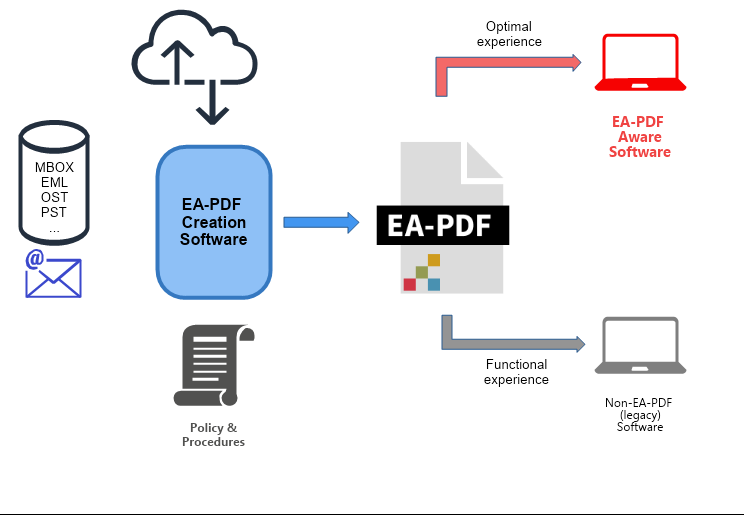 Optimal
experience
EA-PDF
Aware
Software
MBOX
EML
OST
PST
...
@
EA-PDF
Creation
Software
EA-PDF
Functional
experience
Non-EA-PDF
(legacy)
Software
Policy &
Procedures